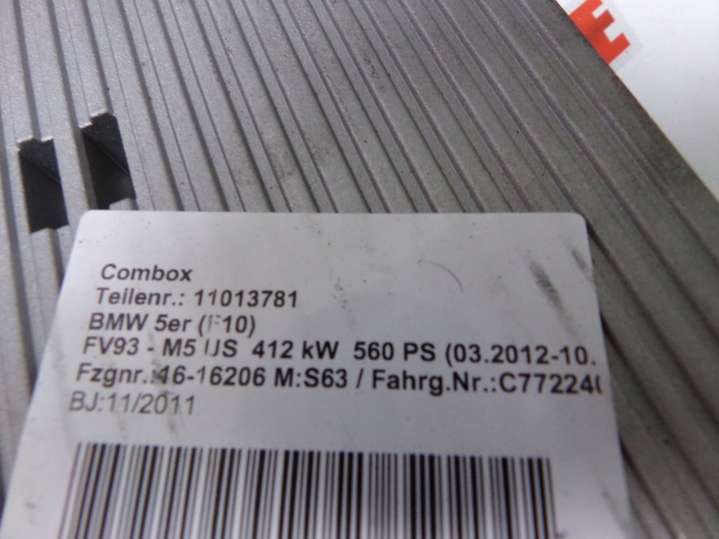 Combox
Teilenr.: 11013781
BMW 5er (F10)
FV93 - M5 US 412 kW 560 PS (03.2012-10.
Fzgnr.:46-16206 M:S63 / Fahrg.Nr.:C772240
BJ:11/2011